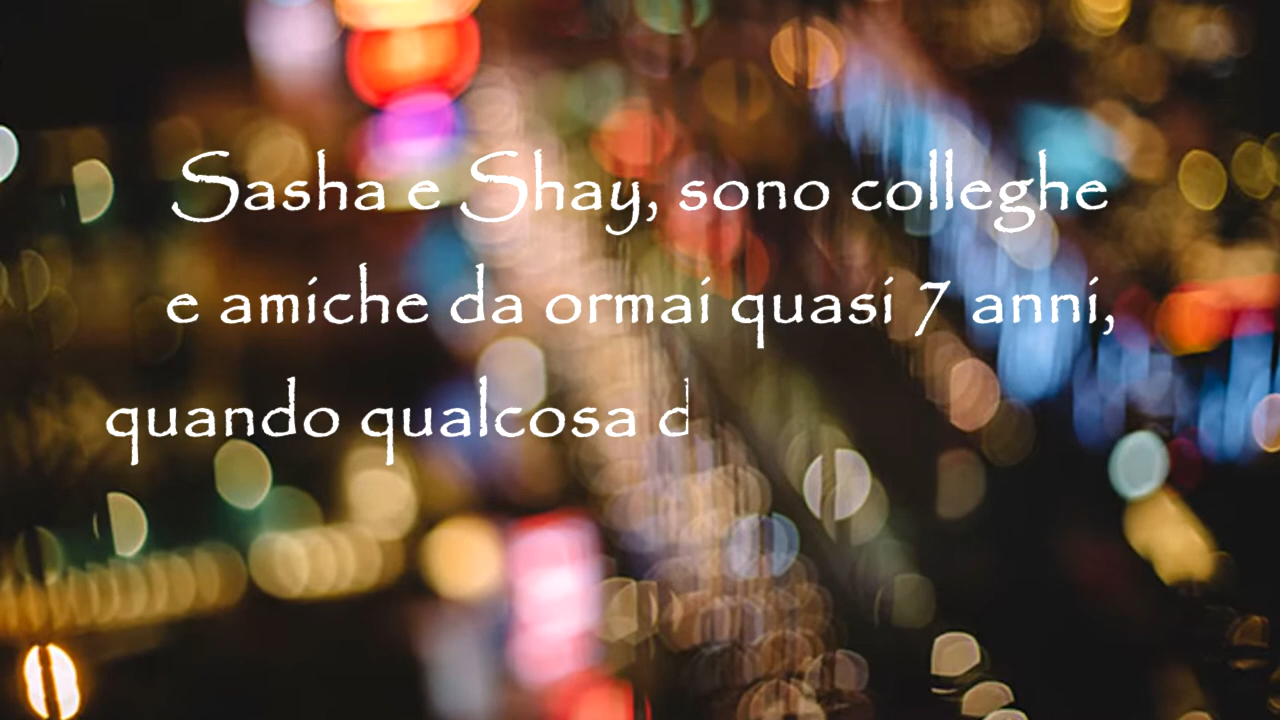 Sasha e Shay, sono colleghe
e amiche da ormai quasi 7 anni,
quando qualcosa d